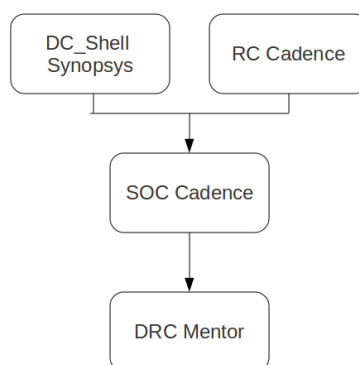 DC_Shell
Synopsys
RC Cadence
SOC Cadence
DRC Mentor